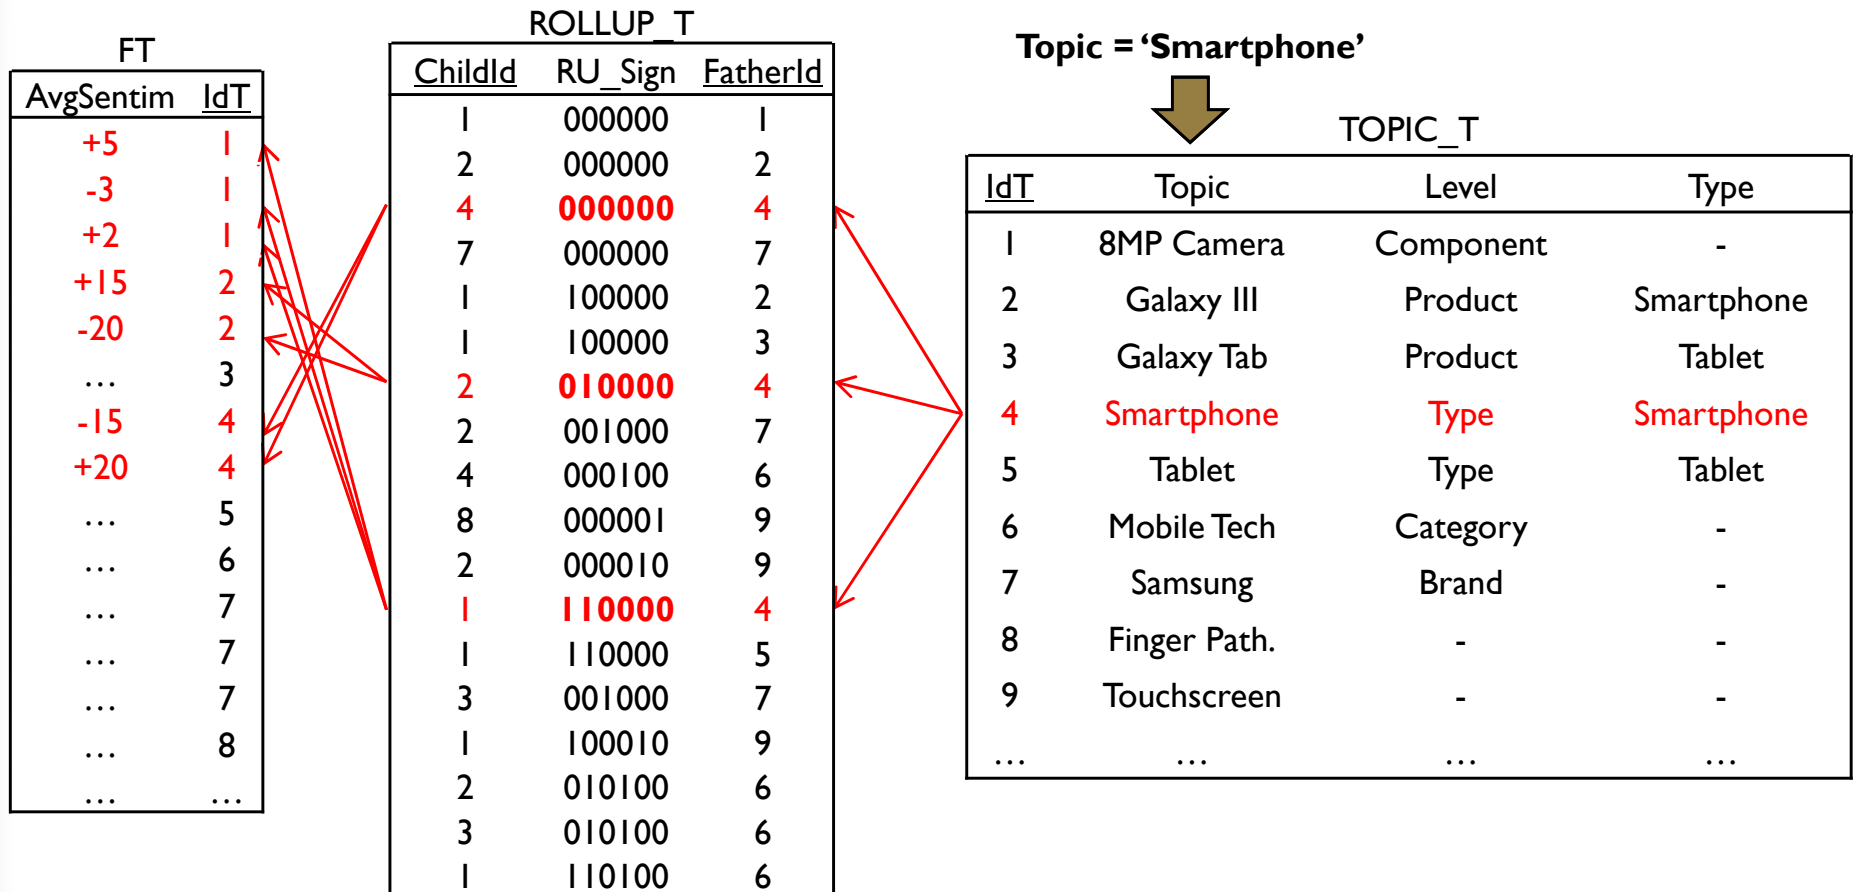 FT
AvgSentim IdT
+5 1
-3 1
+2 1
+15 2
-20 2
… 3
-15 4
+20 4
… 5
… 6
… 7
… 7
… 7
… 8
… …
ROLLUP_T
ChildId RU_Sign FatherId
1 000000 1
2 000000 2
4 000000 4
7 000000 7
1 100000 2
1 100000 3
2 010000 4
2 001000 7
4 000100 6
8 000001 9
2 000010 9
1 110000 4
1 110000 5
3 001000 7
1 100010 9
2 010100 6
3 010100 6
1 110100 6
Topic = ‘Smartphone’
TOPIC_T
IdT Topic Level Type
1 8MP Camera Component -
2 Galaxy III Product Smartphone
3 Galaxy Tab Product Tablet
4 Smartphone Type Smartphone
5 Tablet Type Tablet
6 Mobile Tech Category -
7 Samsung Brand -
8 Finger Path. - -
9 Touchscreen - -
… … … …